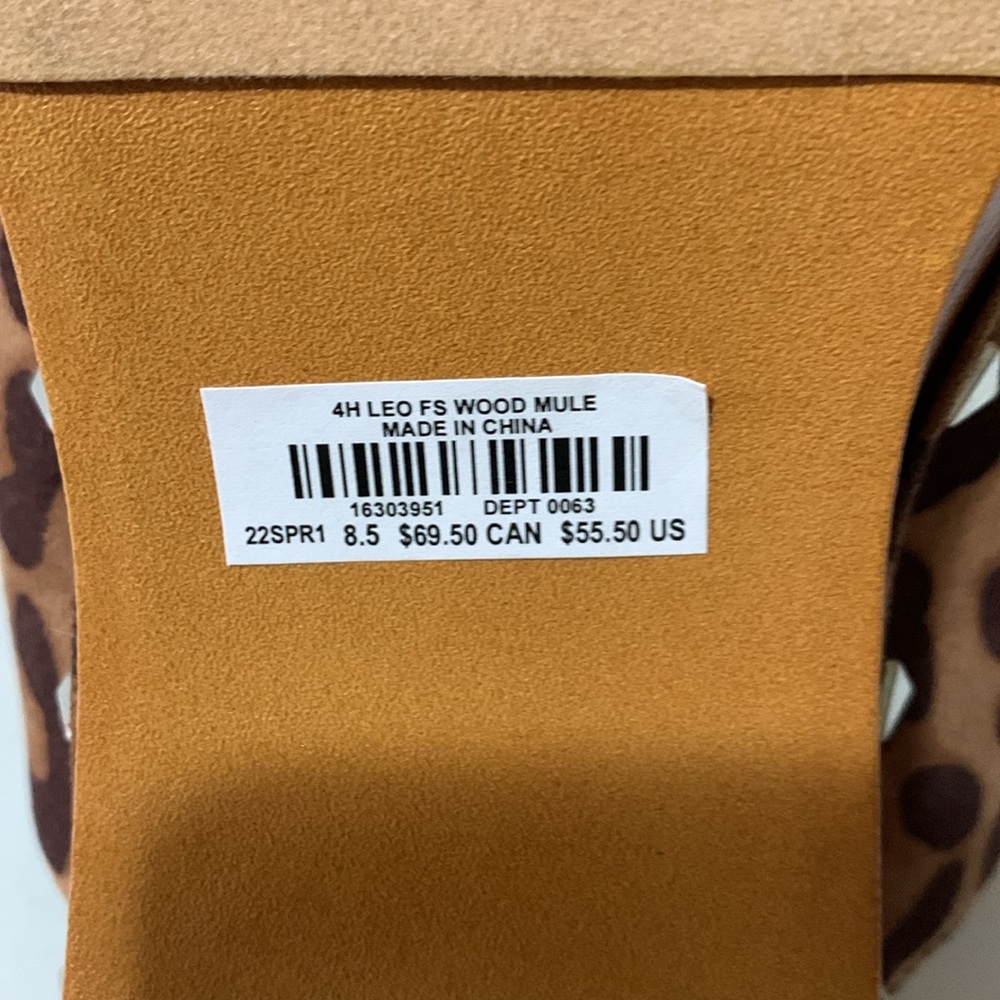 4H LEO FS WOOD MULE
MADE IN CHINA
16303951 DEPT 0063
22SPR1 8.5 $69.50 CAN $55.50 US